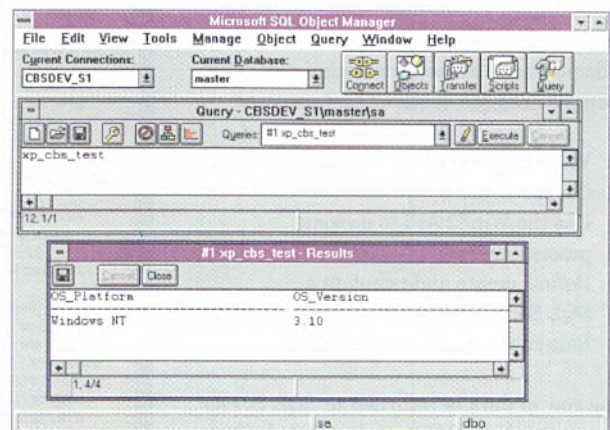 Microsoft SQL Object Manager
File Edit View Tools Manage Object Query Window Help
Current Connections: Current Database:
CBSDEV_S1 master
Connect Objects Transfer Scripts Query
Query - CBSDEV_S1\master\sa
Queries: #1 xp_cbs_test Execute Cancel
xp_cbs_test
12, 1/1
#1 xp_cbs_test - Results
Cancel Close
OS_Platform OS_Version
Windows NT 3.10
1, 4/4
sa dbo